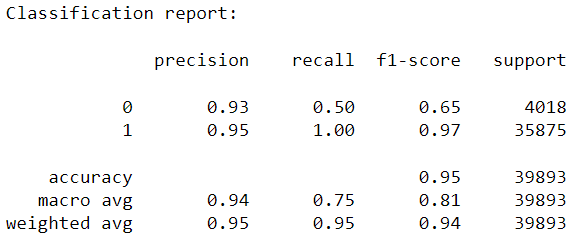 Classification report:
precision recall f1-score support
0 0.93 0.50 0.65 4018
1 0.95 1.00 0.97 35875
accuracy 0.95 39893
macro avg 0.94 0.75 0.81 39893
weighted avg 0.95 0.95 0.94 39893